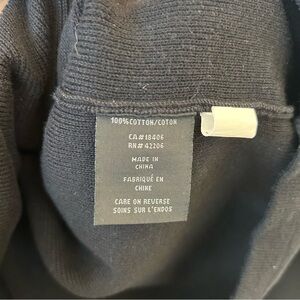 100% COTTON/COTON
CA# 18406
RN# 42206
MADE IN
CHINA
FABRIQUÉ EN
CHINE
CARE ON REVERSE
SOINS SUR L'ENDOS